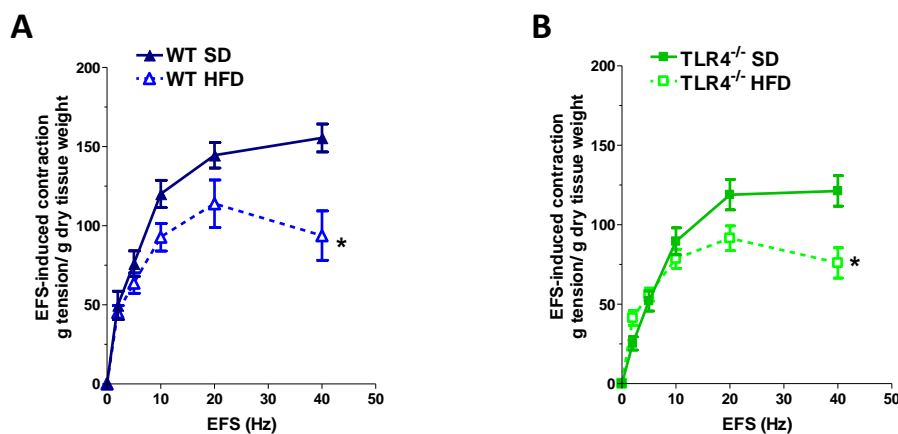 A
WT SD
WT HFD
200
150
100
50
0
0 10 20 30 40 50
EFS (Hz)
EFS-induced contraction
g tension/ g dry tissue weight
*
B
TLR4-/- SD
TLR4-/- HFD
200
150
100
50
0
0 10 20 30 40 50
EFS (Hz)
EFS-induced contraction
g tension/ g dry tissue weight
*